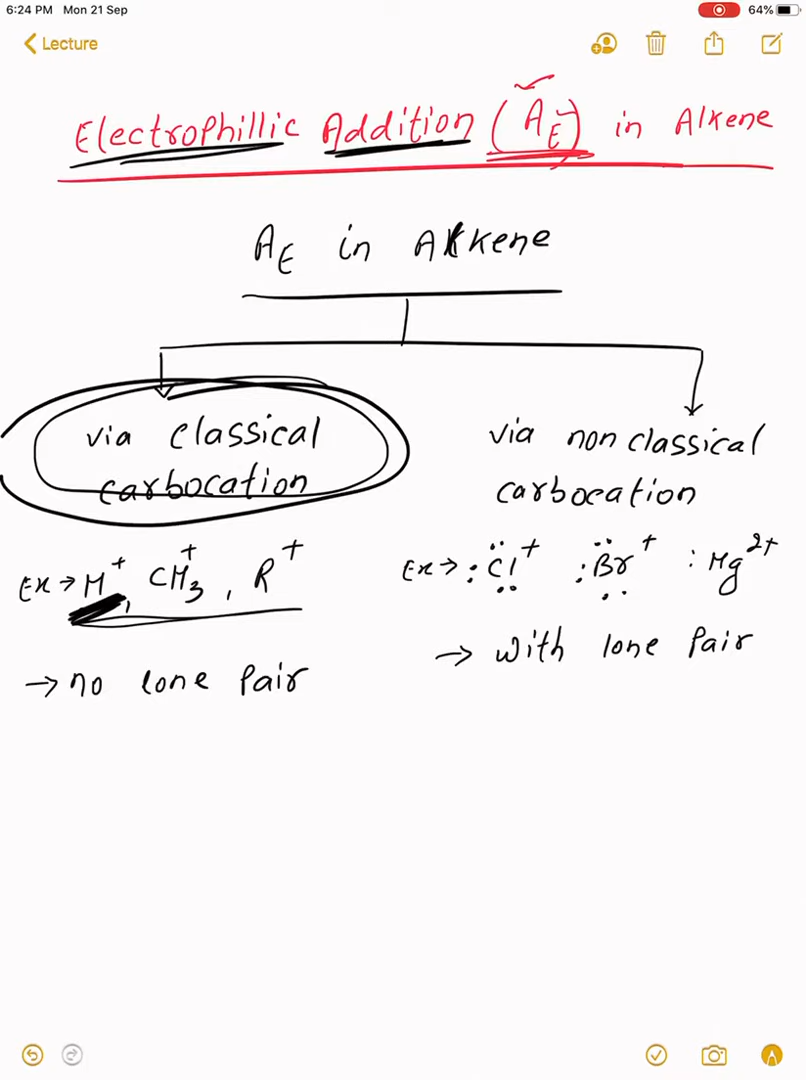 6:24 PM Mon 21 Sep
64%
Lecture
Electrophillic Addition (AE) in Alkene
AE in Alkene
via classical
carbocation
via non classical
carbocation
Ex → H⁺, CH₃⁺, R⁺
Ex → :Cl⁺ :Br⁺ :Mg²⁺
→ no lone pair
→ with lone pair